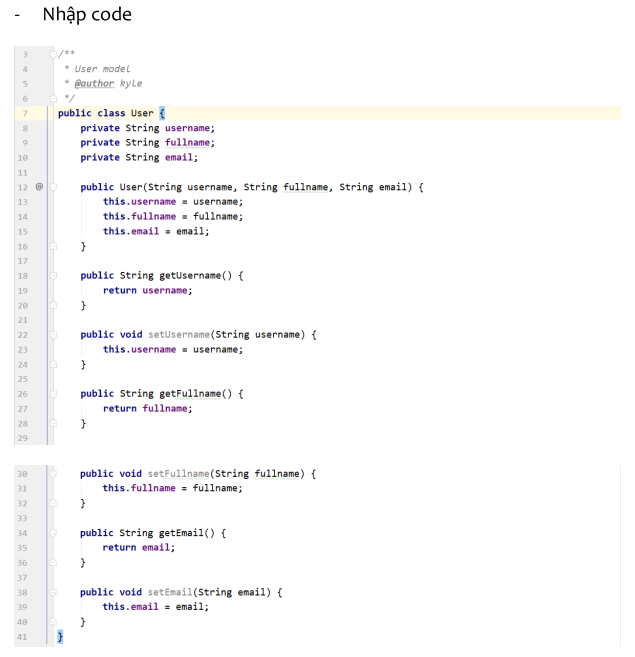 - Nhập code
3 /**
4 * User model
5 * @author kyle
6 */
7 public class User {
8 private String username;
9 private String fullname;
10 private String email;
11
12 @ public User(String username, String fullname, String email) {
13 this.username = username;
14 this.fullname = fullname;
15 this.email = email;
16 }
17
18 public String getUsername() {
19 return username;
20 }
21
22 public void setUsername(String username) {
23 this.username = username;
24 }
25
26 public String getFullname() {
27 return fullname;
28 }
29
30 public void setFullname(String fullname) {
31 this.fullname = fullname;
32 }
33
34 public String getEmail() {
35 return email;
36 }
37
38 public void setEmail(String email) {
39 this.email = email;
40 }
41 }